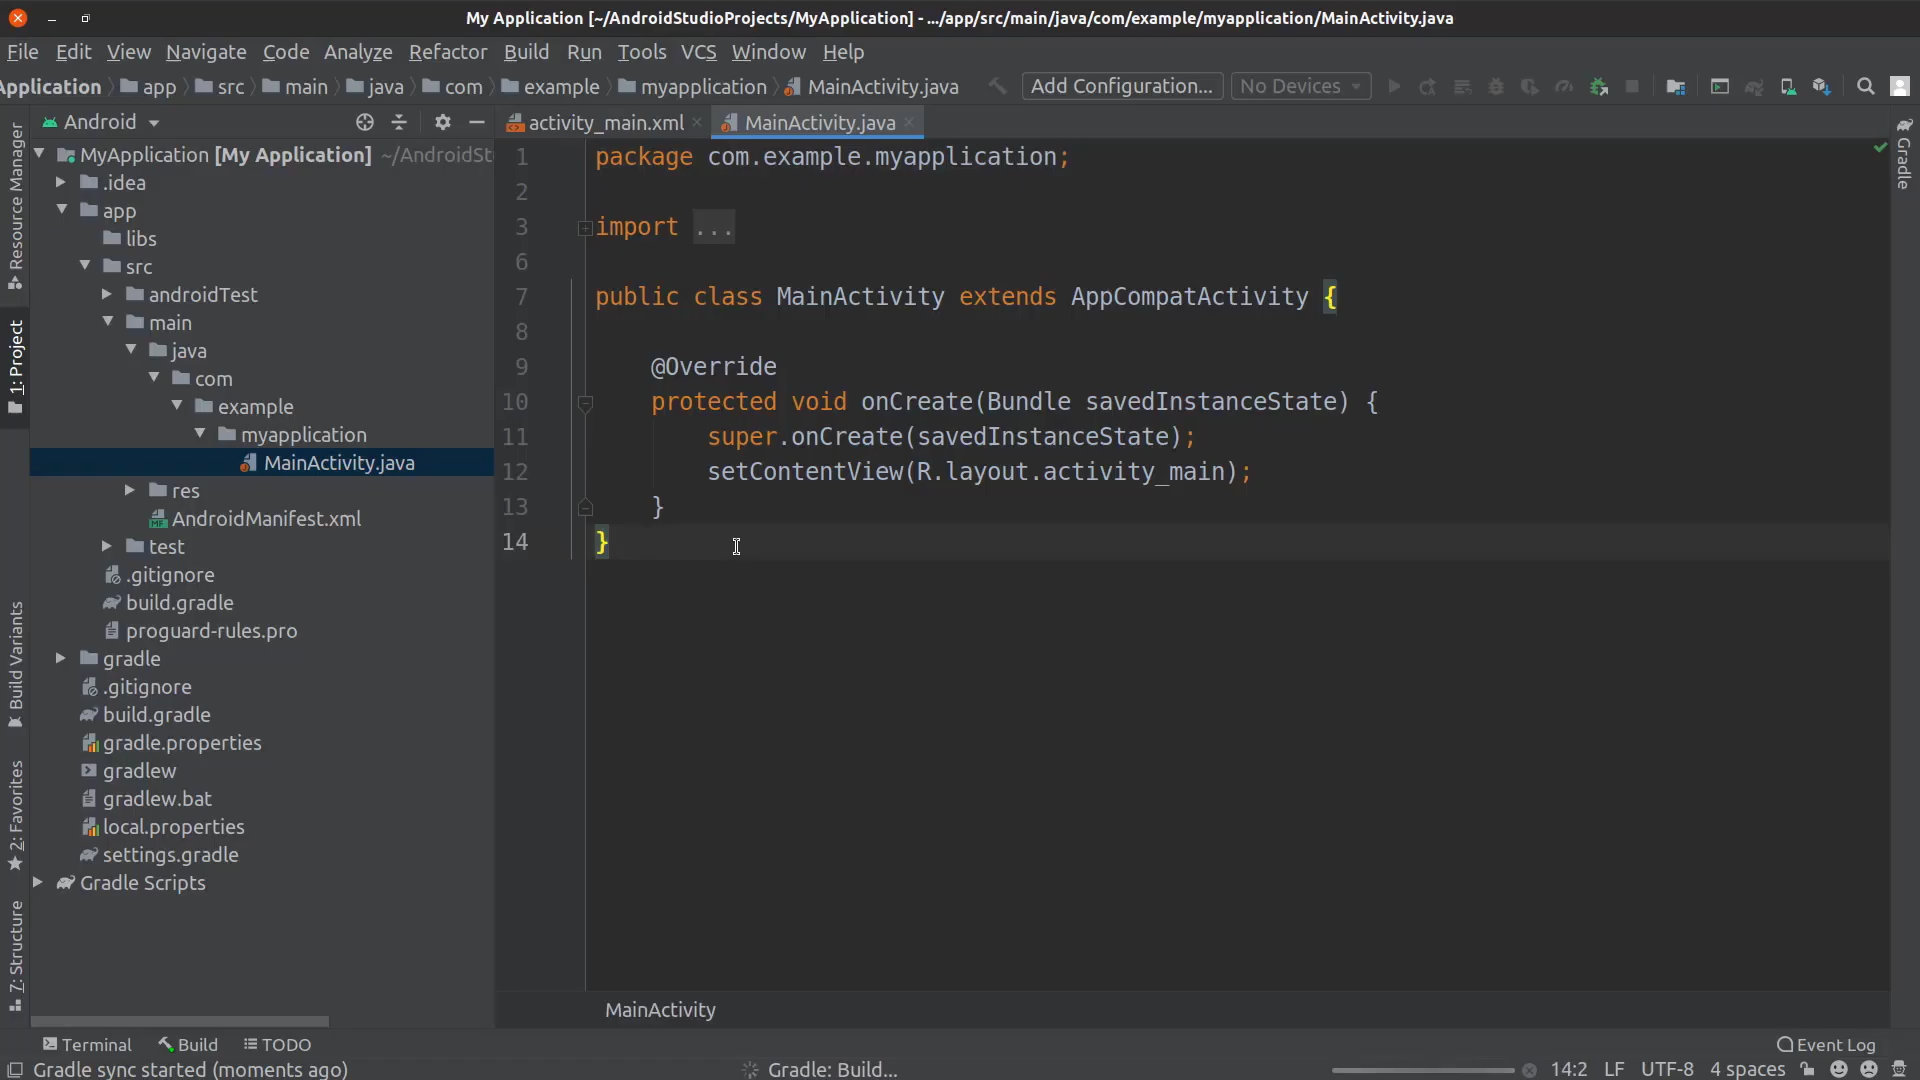 My Application [~/AndroidStudioProjects/MyApplication] - .../app/src/main/java/com/example/myapplication/MainActivity.java
File Edit View Navigate Code Analyze Refactor Build Run Tools VCS Window Help
Application app src main java com example myapplication MainActivity.java Add Configuration... No Devices
Android
activity_main.xml MainActivity.java
Resource Manager
1: Project
Build Variants
2: Favorites
7: Structure
MyApplication [My Application] ~/AndroidSt
.idea
app
libs
src
androidTest
main
java
com
example
myapplication
MainActivity.java
res
AndroidManifest.xml
test
.gitignore
build.gradle
proguard-rules.pro
gradle
.gitignore
build.gradle
gradle.properties
gradlew
gradlew.bat
local.properties
settings.gradle
Gradle Scripts
1 package com.example.myapplication;
2
3 import ...
6
7 public class MainActivity extends AppCompatActivity {
8
9 @Override
10 protected void onCreate(Bundle savedInstanceState) {
11 super.onCreate(savedInstanceState);
12 setContentView(R.layout.activity_main);
13 }
14 }
MainActivity
Gradle
Terminal Build TODO Event Log
Gradle sync started (moments ago) Gradle: Build... 14:2 LF UTF-8 4 spaces